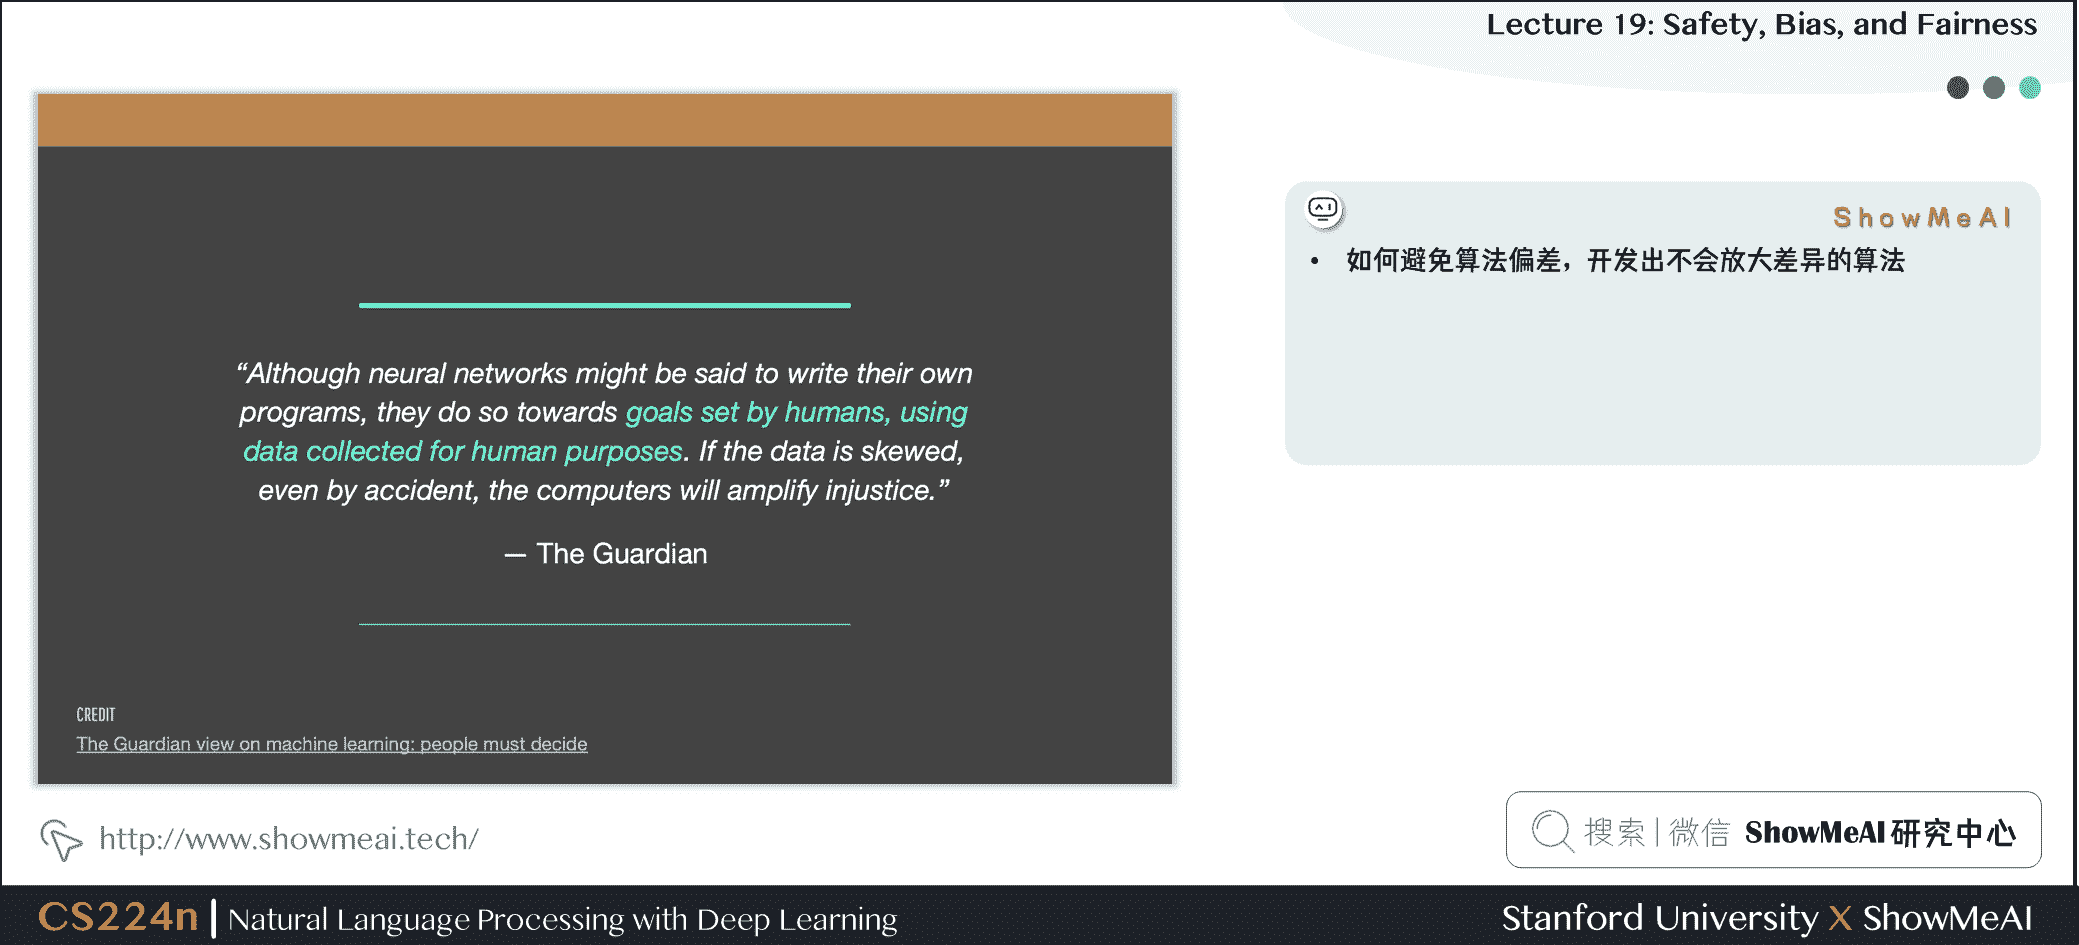 Lecture 19: Safety, Bias, and Fairness
“Although neural networks might be said to write their own
programs, they do so towards goals set by humans, using
data collected for human purposes. If the data is skewed,
even by accident, the computers will amplify injustice.”
— The Guardian
CREDIT
The Guardian view on machine learning: people must decide
ShowMeAI
• 如何避免算法偏差，开发出不会放大差异的算法
http://www.showmeai.tech/
搜索 | 微信 ShowMeAI 研究中心
CS224n | Natural Language Processing with Deep Learning
Stanford University X ShowMeAI